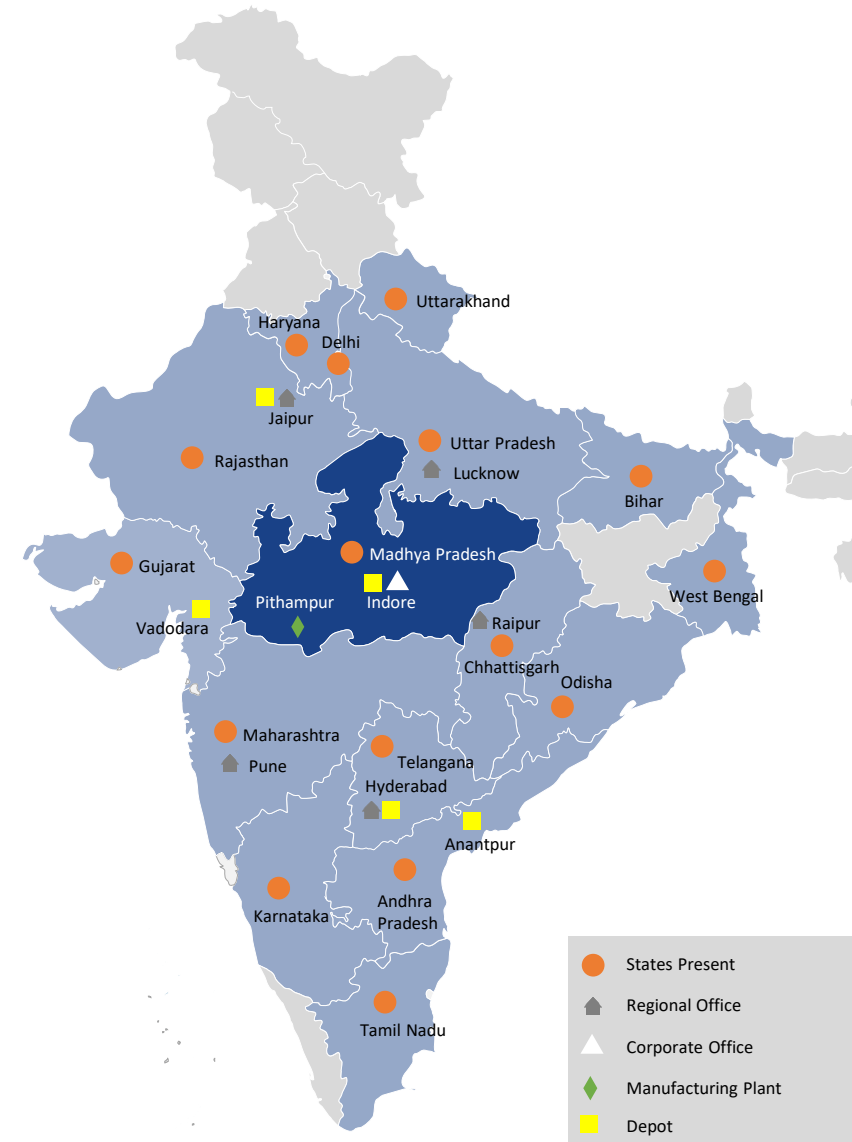 Uttarakhand
Haryana
Delhi
Jaipur
Uttar Pradesh
Rajasthan
Lucknow
Bihar
Madhya Pradesh
Gujarat
West Bengal
Pithampur
Indore
Vadodara
Raipur
Chhattisgarh
Odisha
Maharashtra
Telangana
Pune
Hyderabad
Anantpur
Andhra
Pradesh
Karnataka
Tamil Nadu
States Present
Regional Office
Corporate Office
Manufacturing Plant
Depot